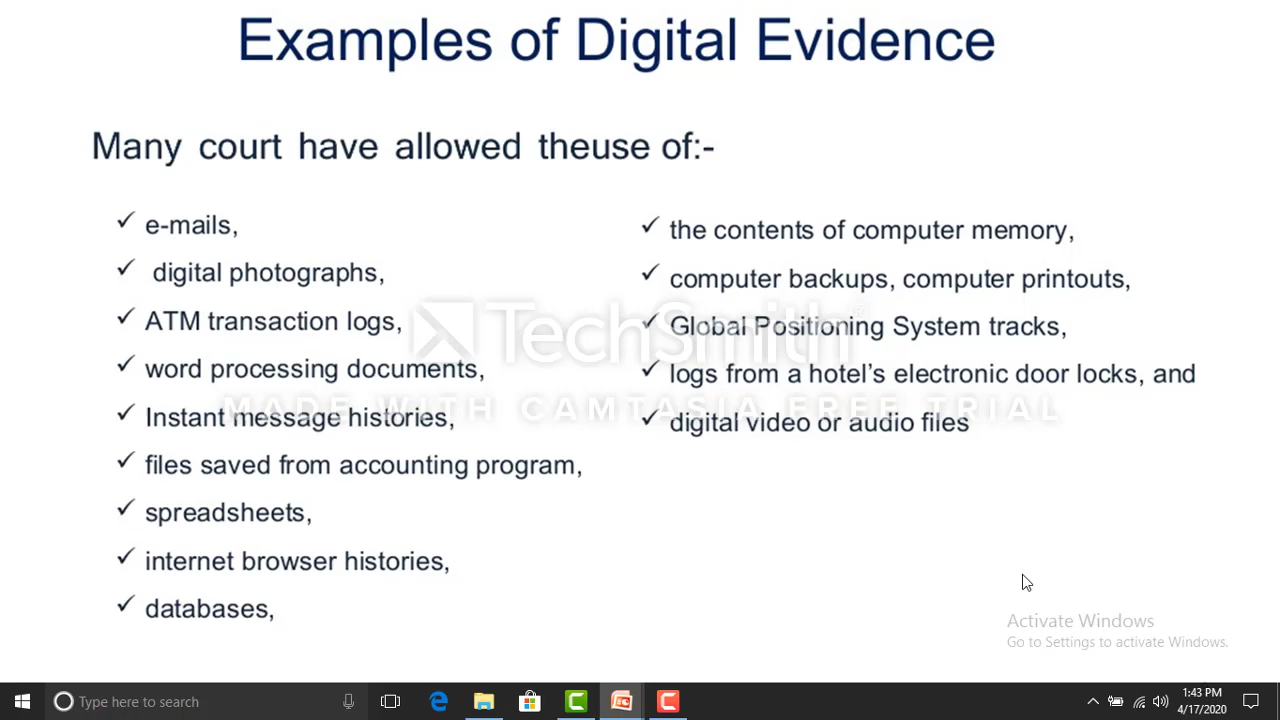 Examples of Digital Evidence
Many court have allowed theuse of:-
✓ e-mails,
✓ digital photographs,
✓ ATM transaction logs,
✓ word processing documents,
✓ Instant message histories,
✓ files saved from accounting program,
✓ spreadsheets,
✓ internet browser histories,
✓ databases,
✓ the contents of computer memory,
✓ computer backups, computer printouts,
✓ Global Positioning System tracks,
✓ logs from a hotel’s electronic door locks, and
✓ digital video or audio files
TechSmith
MADE WITH CAMTASIA FREE TRIAL
Activate Windows
Go to Settings to activate Windows.
Type here to search
1:43 PM
4/17/2020